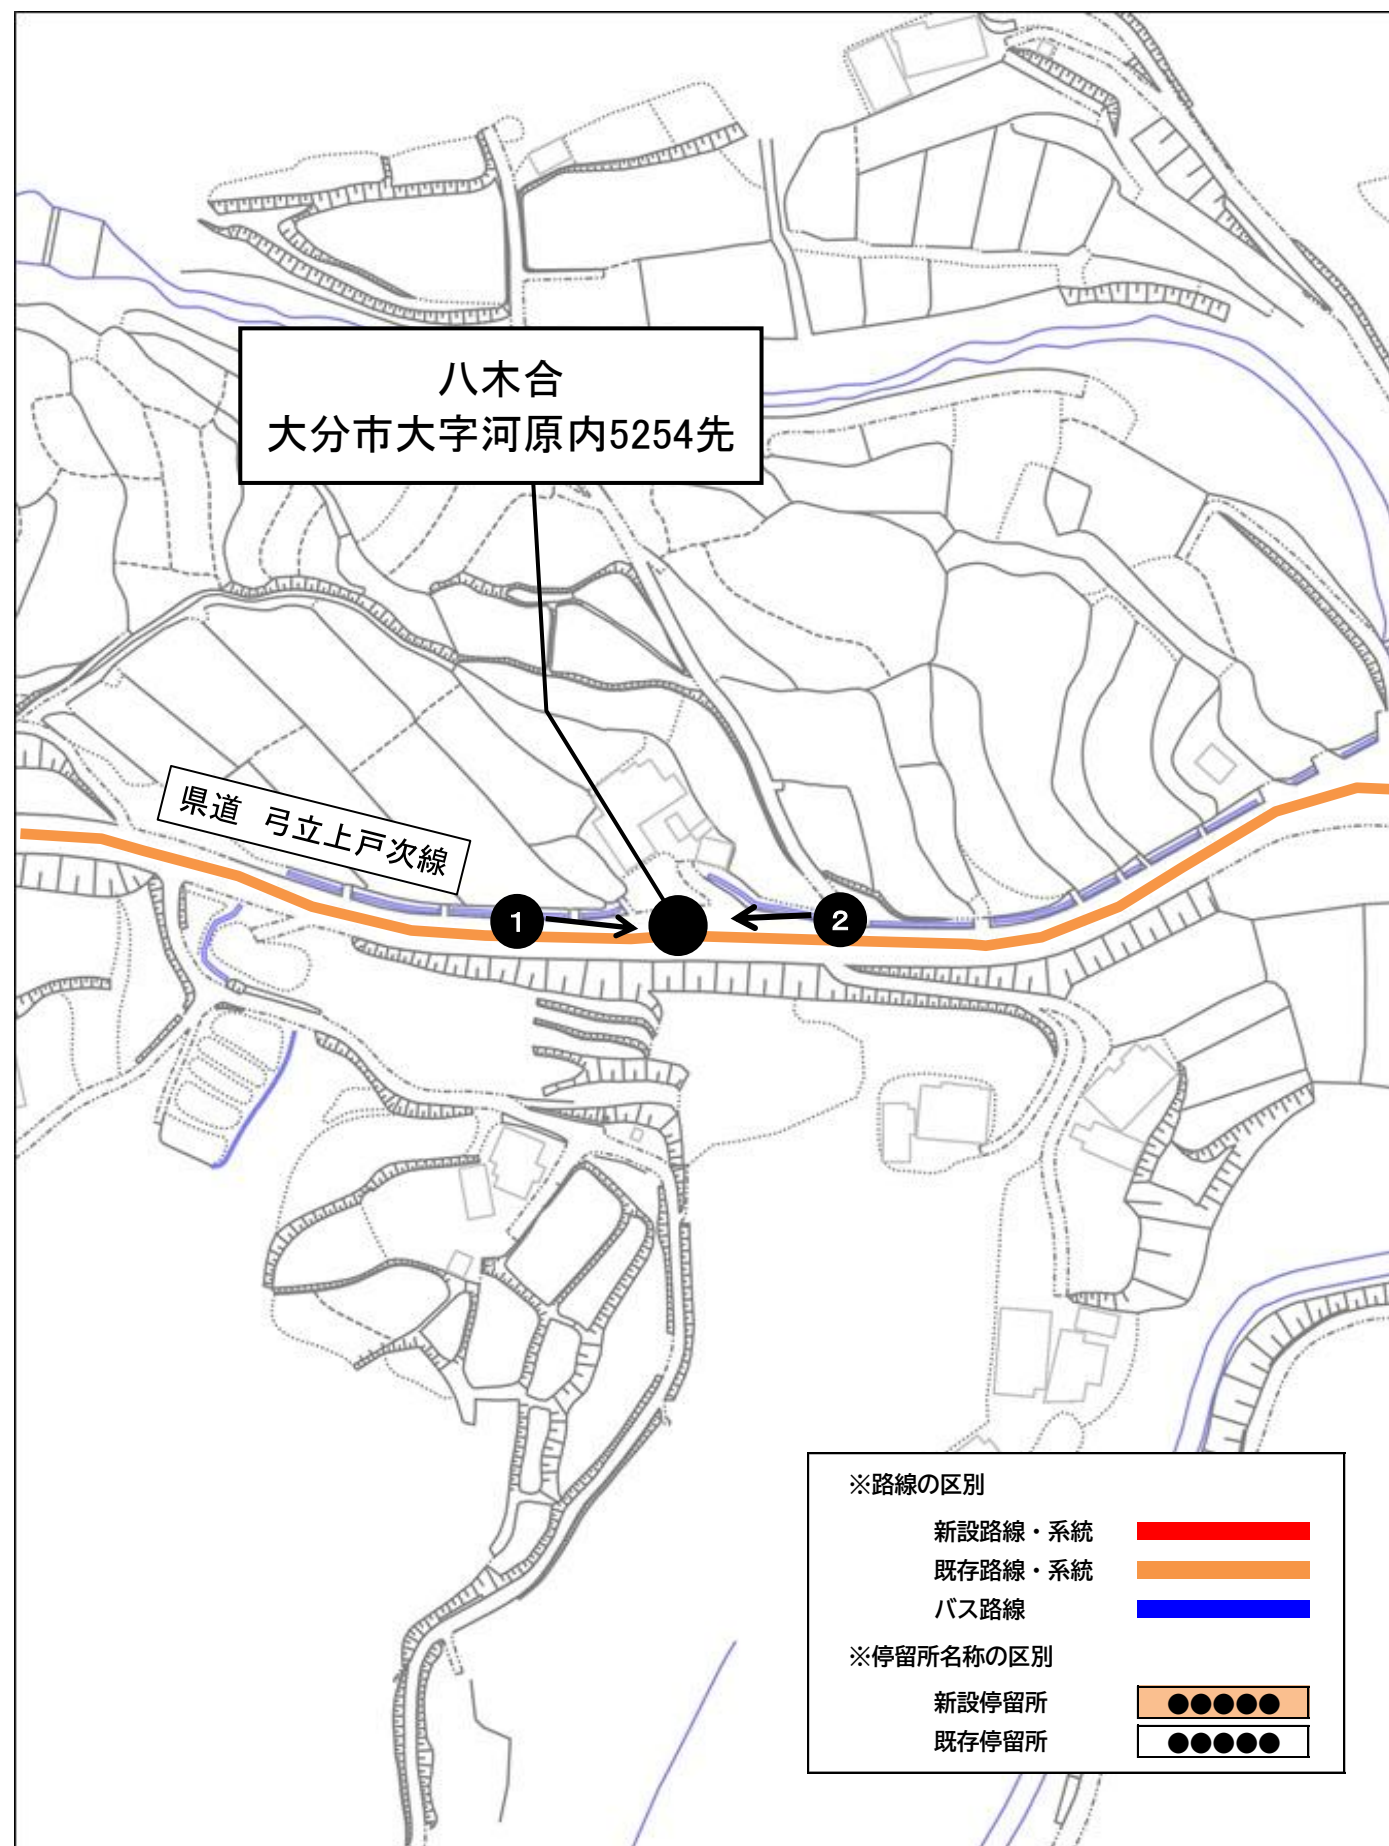 八木合
大分市大字河原内5254先
県道 弓立上戸次線
1
2
※路線の区別
新設路線・系統
既存路線・系統
バス路線
※停留所名称の区別
新設停留所
●●●●●
既存停留所
●●●●●